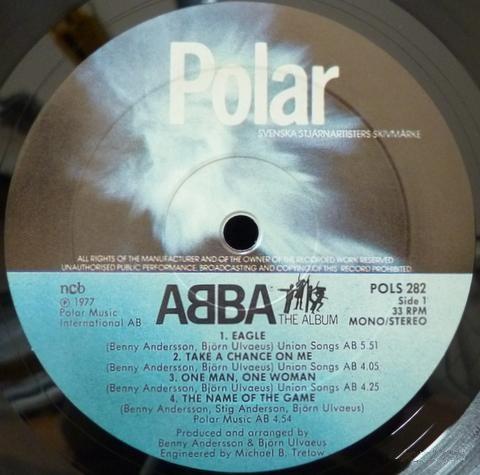 Polar
SVENSKA STJÄRNARTISTERS SKIVMÄRKE
ALL RIGHTS OF THE MANUFACTURER AND OF THE OWNER OF THE RECORDED WORK RESERVED
UNAUTHORISED PUBLIC PERFORMANCE, BROADCASTING AND COPYING OF THIS RECORD PROHIBITED
ncb
℗ 1977
Polar Music
International AB
ABBA THE ALBUM
POLS 282
Side 1
33 RPM
MONO/STEREO
1. EAGLE
(Benny Andersson, Björn Ulvaeus) Union Songs AB 5.51
2. TAKE A CHANCE ON ME
(Benny Andersson, Björn Ulvaeus) Union Songs AB 4.05
3. ONE MAN, ONE WOMAN
(Benny Andersson, Björn Ulvaeus) Union Songs AB 4.25
4. THE NAME OF THE GAME
(Benny Andersson, Stig Anderson, Björn Ulvaeus)
Polar Music AB 4.54
Produced and arranged by
Benny Andersson & Björn Ulvaeus
Engineered by Michael B. Tretow